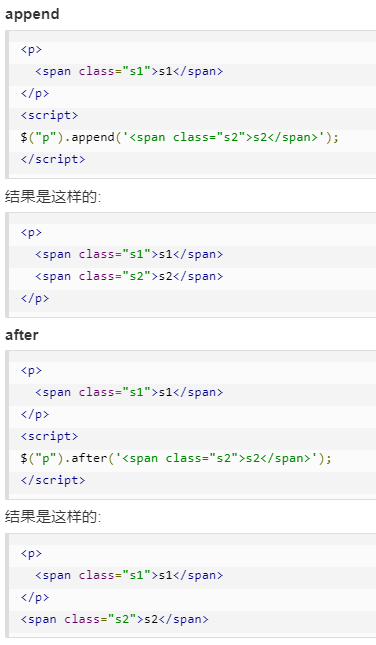 append
<p>
  <span class="s1">s1</span>
</p>
<script>
$("p").append('<span class="s2">s2</span>');
</script>
结果是这样的:
<p>
  <span class="s1">s1</span>
  <span class="s2">s2</span>
</p>
after
<p>
  <span class="s1">s1</span>
</p>
<script>
$("p").after('<span class="s2">s2</span>');
</script>
结果是这样的:
<p>
  <span class="s1">s1</span>
</p>
<span class="s2">s2</span>